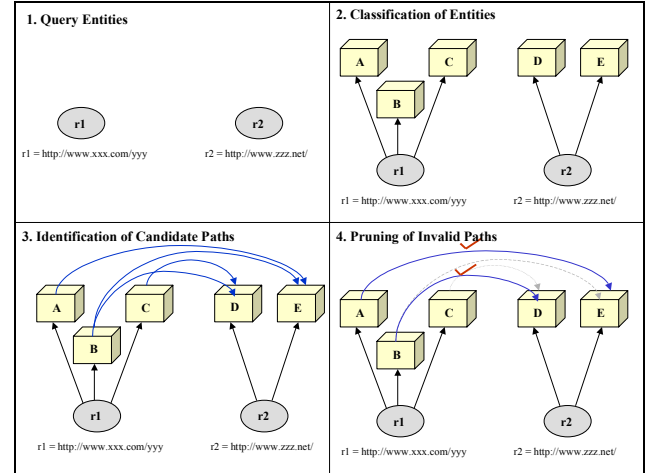 1. Query Entities
r1
r2
r1 = http://www.xxx.com/yyy
r2 = http://www.zzz.net/
2. Classification of Entities
A
C
D
E
B
r1
r2
r1 = http://www.xxx.com/yyy
r2 = http://www.zzz.net/
3. Identification of Candidate Paths
A
C
D
E
B
r1
r2
r1 = http://www.xxx.com/yyy
r2 = http://www.zzz.net/
4. Pruning of Invalid Paths
A
C
D
E
B
r1
r2
r1 = http://www.xxx.com/yyy
r2 = http://www.zzz.net/